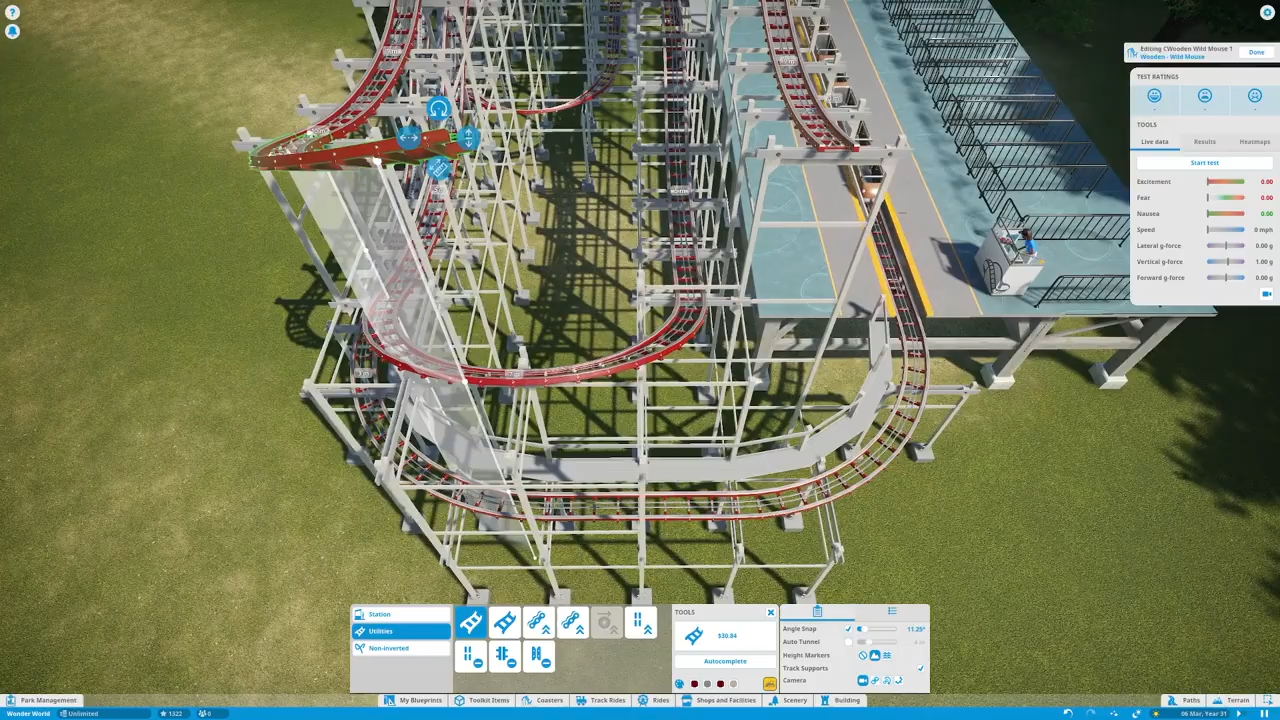 ?
Editing CWooden Wild Mouse 1
Wooden - Wild Mouse
Done
TEST RATINGS
-
-
-
TOOLS
Live data
Results
Heatmaps
Start test
Excitement
0.00
Fear
0.00
Nausea
0.00
Speed
0 mph
Lateral g-force
0.00 g
Vertical g-force
1.00 g
Forward g-force
0.00 g
Station
Utilities
Non-inverted
TOOLS
$30.84
Autocomplete
Angle Snap
11.25°
Auto Tunnel
Height Markers
Track Supports
Camera
Park Management
My Blueprints
Toolkit Items
Coasters
Track Rides
Rides
Shops and Facilities
Scenery
Building
Paths
Terrain
Wonder World
Unlimited
1322
0
06 Mar, Year 31